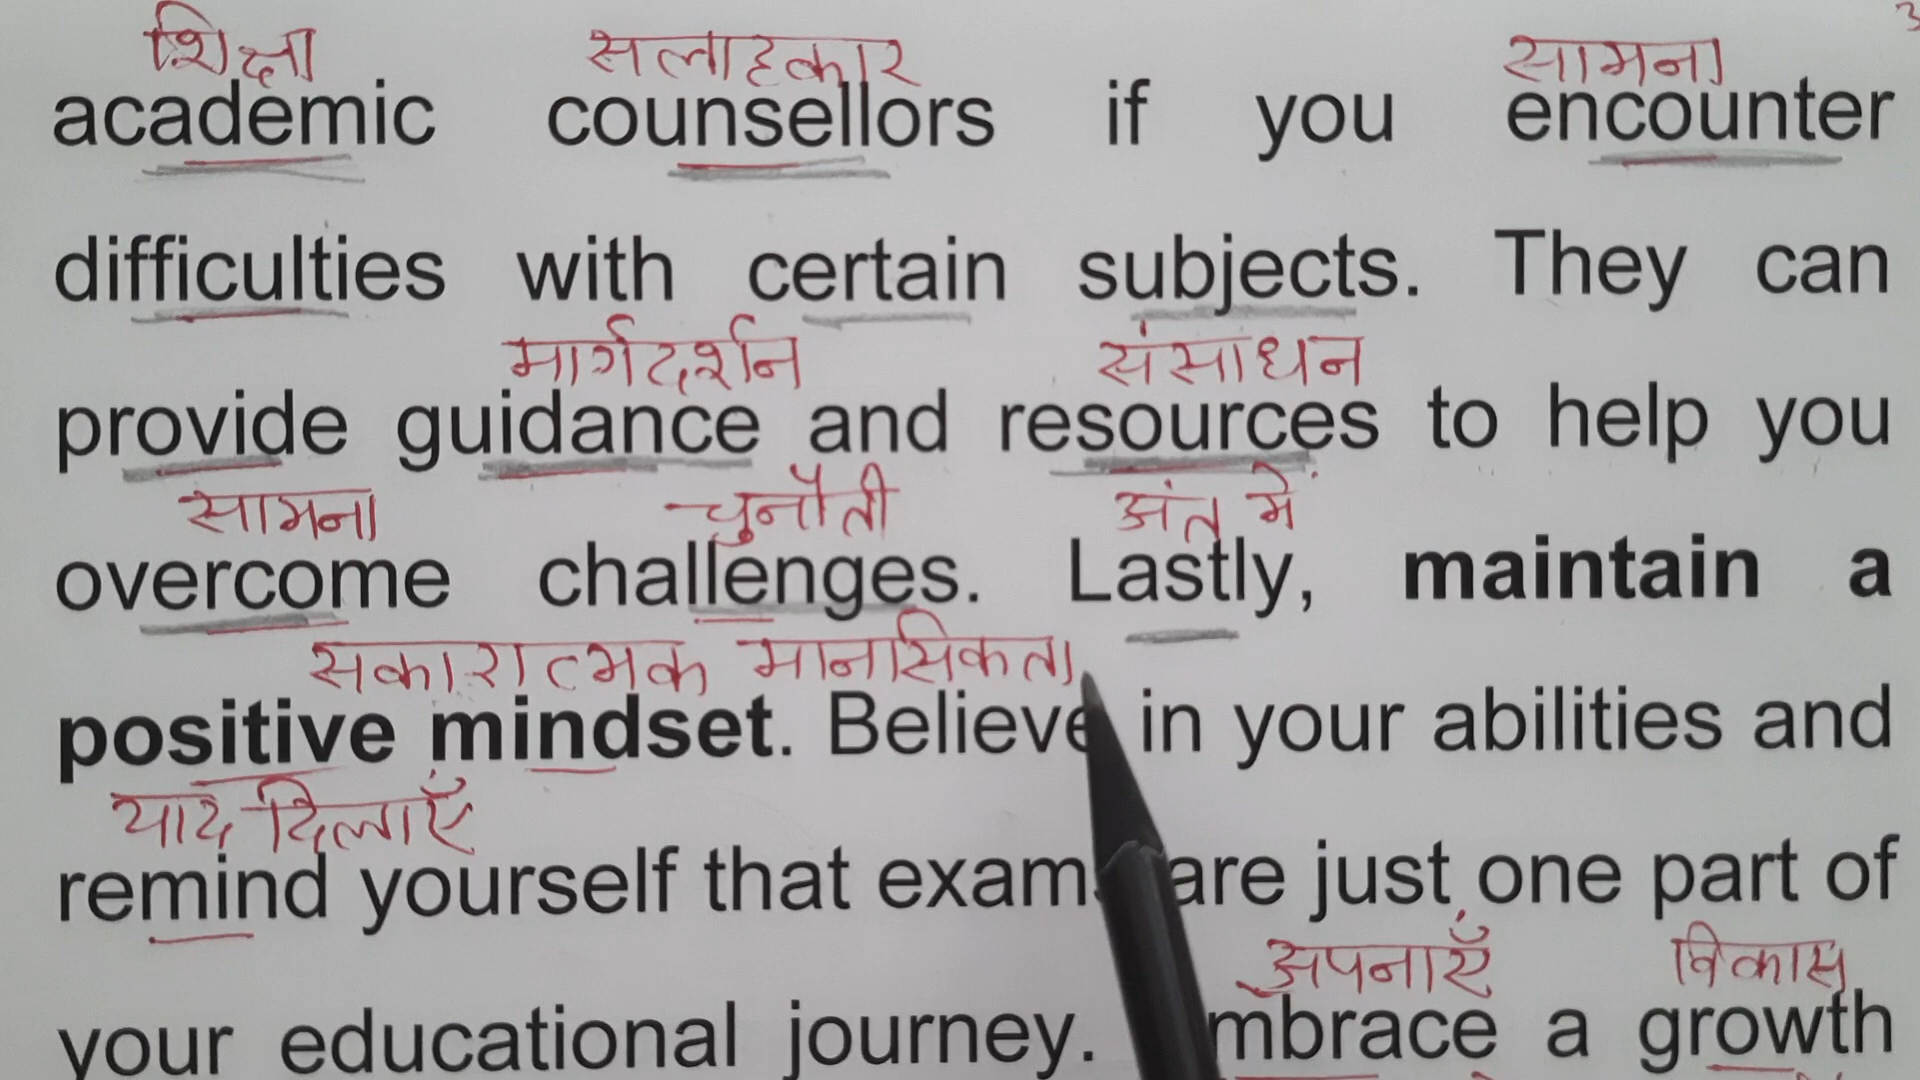 शिक्षा सलाहकार सामना
academic counsellors if you encounter
difficulties with certain subjects. They can
मार्गदर्शन संसाधन
provide guidance and resources to help you
सामना चुनौती अंत में
overcome challenges. Lastly, maintain a
सकारात्मक मानसिकता
positive mindset. Believe in your abilities and
याद दिलाएँ
remind yourself that exams are just one part of
अपनाएँ विकास
your educational journey. mbrace a growth